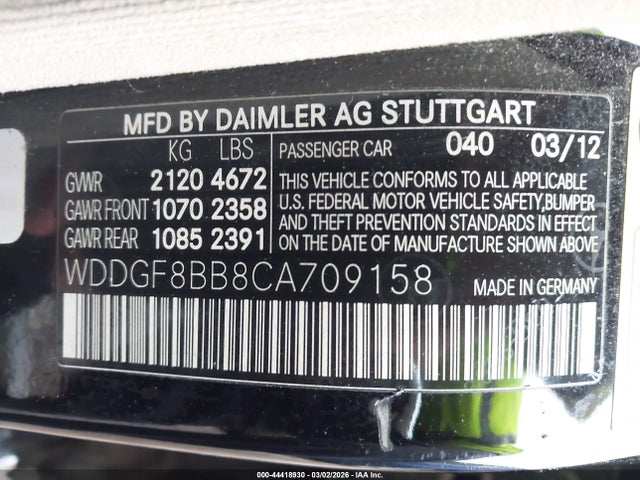 MFD BY DAIMLER AG STUTTGART
KG LBS
GVWR 2120 4672
GAWR FRONT 1070 2358
GAWR REAR 1085 2391
PASSENGER CAR 040 03/12
THIS VEHICLE CONFORMS TO ALL APPLICABLE
U.S. FEDERAL MOTOR VEHICLE SAFETY,BUMPER
AND THEFT PREVENTION STANDARDS IN EFFECT
ON THE DATE OF MANUFACTURE SHOWN ABOVE
WDDGF8BB8CA709158
MADE IN GERMANY
000-44418930 - 03/02/2026 - IAA Inc.